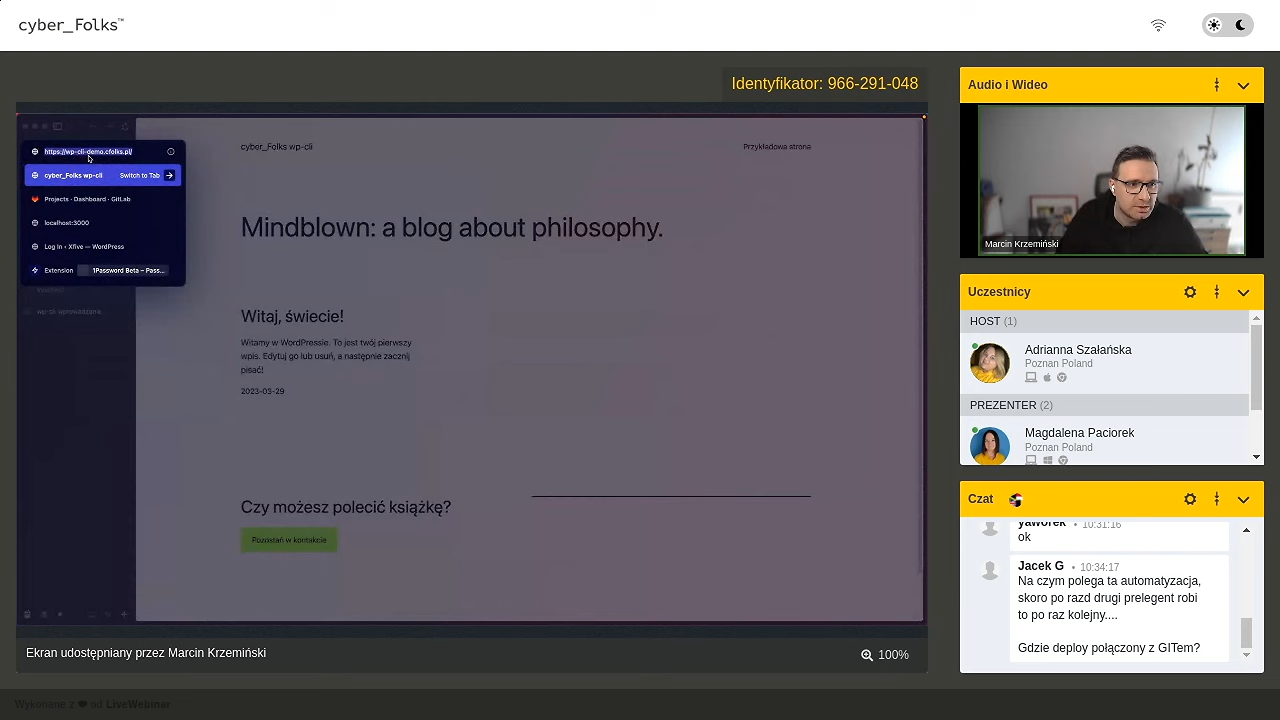 cyber_Folks™
Identyfikator: 966-291-048
https://wp-cli-demo.cfolks.pl/
cyber_Folks wp-cli Switch to Tab
Projects · Dashboard · GitLab
localhost:3000
Log In ‹ Xfive — WordPress
Extension 1Password Beta – Pass...
cyber_Folks wp-cli
Przykładowa strona
Mindblown: a blog about philosophy.
Witaj, świecie!
Witamy w WordPressie. To jest twój pierwszy
wpis. Edytuj go lub usuń, a następnie zacznij
pisać!
2023-03-29
Czy możesz polecić książkę?
Pozostań w kontakcie
Ekran udostępniany przez Marcin Krzemiński
100%
Audio i Wideo
Marcin Krzemiński
Uczestnicy
HOST (1)
Adrianna Szałańska
Poznan Poland
PREZENTER (2)
Magdalena Paciorek
Poznan Poland
Czat
yaworek • 10:31:16
ok
Jacek G • 10:34:17
Na czym polega ta automatyzacja,
skoro po razd drugi prelegent robi
to po raz kolejny....
Gdzie deploy połączony z GITem?
Wykonane z ❤ od LiveWebinar